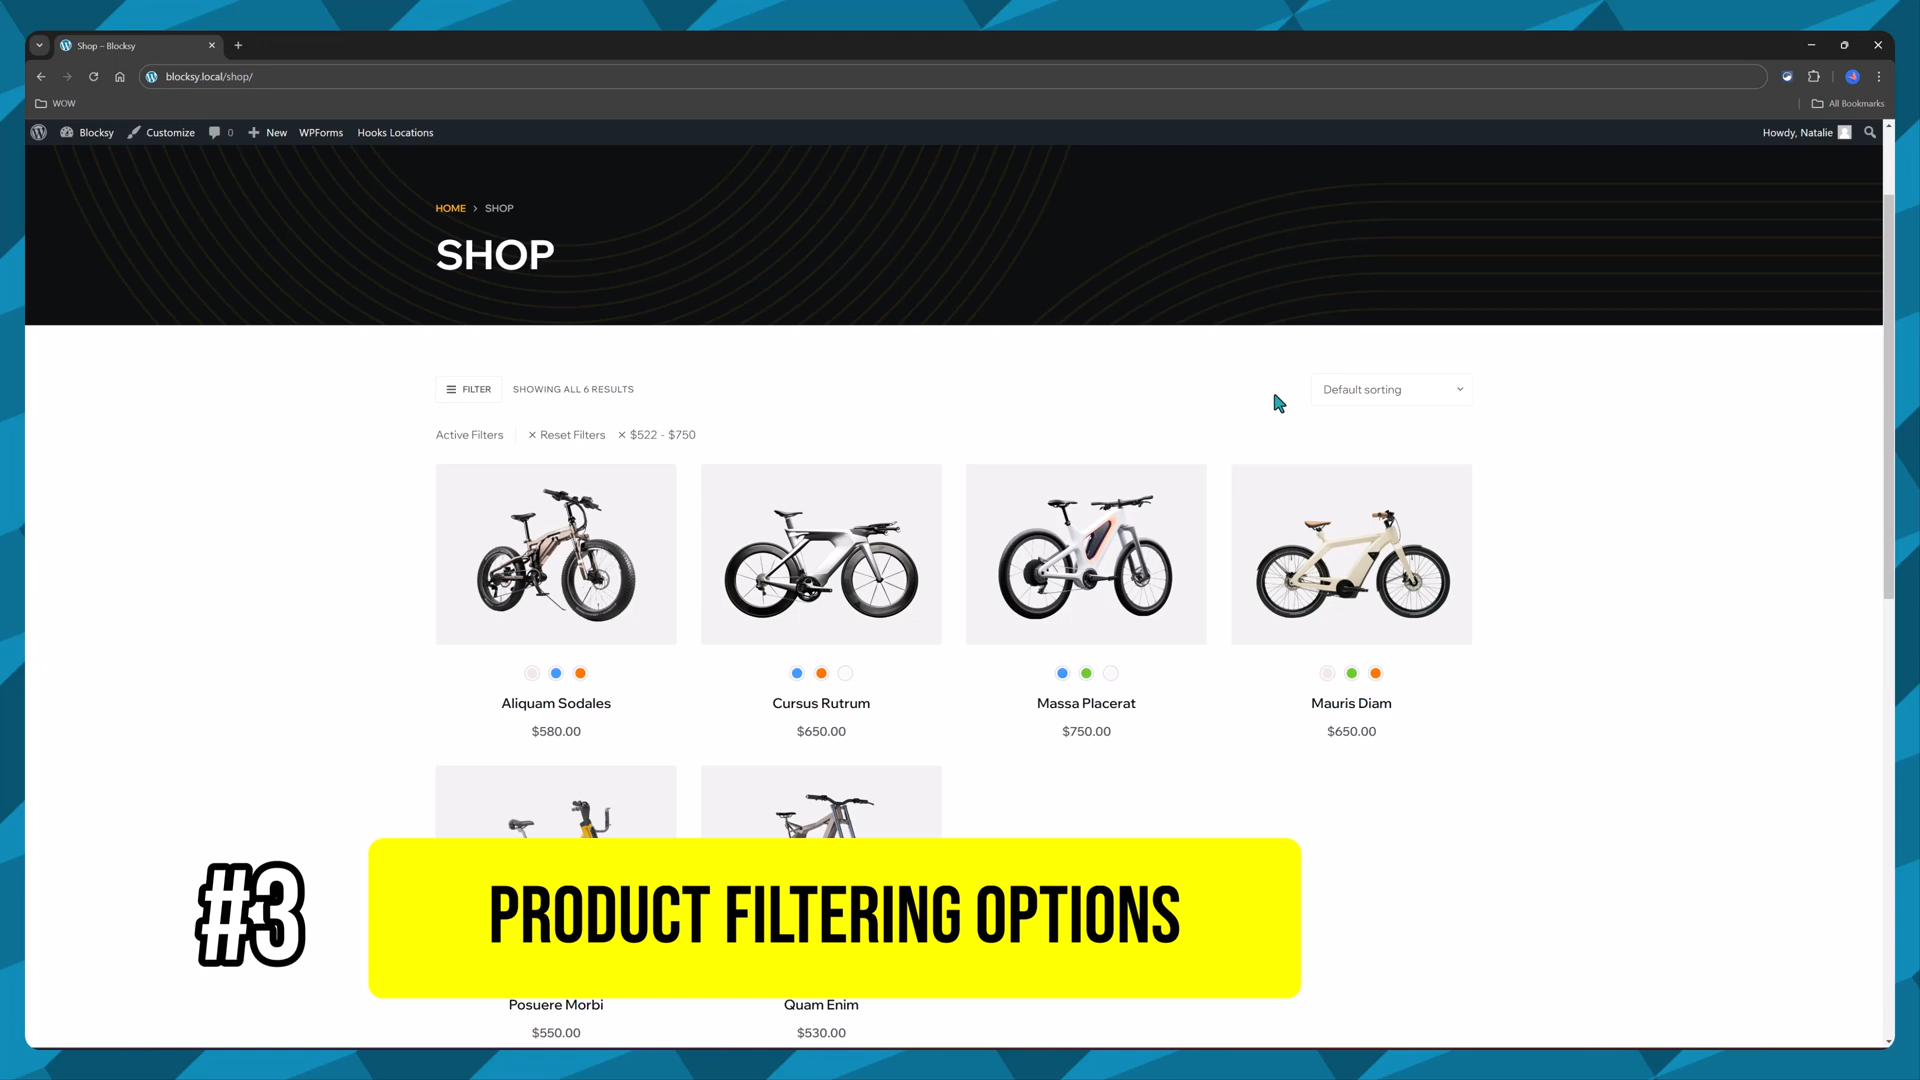 Shop – Blocksy
blocksy.local/shop/
WOW
All Bookmarks
Blocksy
Customize
0
New
WPForms
Hooks Locations
Howdy, Natalie
HOME > SHOP
SHOP
FILTER
SHOWING ALL 6 RESULTS
Default sorting
Active Filters
× Reset Filters
× $522 - $750
Aliquam Sodales
$580.00
Cursus Rutrum
$650.00
Massa Placerat
$750.00
Mauris Diam
$650.00
#3
PRODUCT FILTERING OPTIONS
Posuere Morbi
$550.00
Quam Enim
$530.00